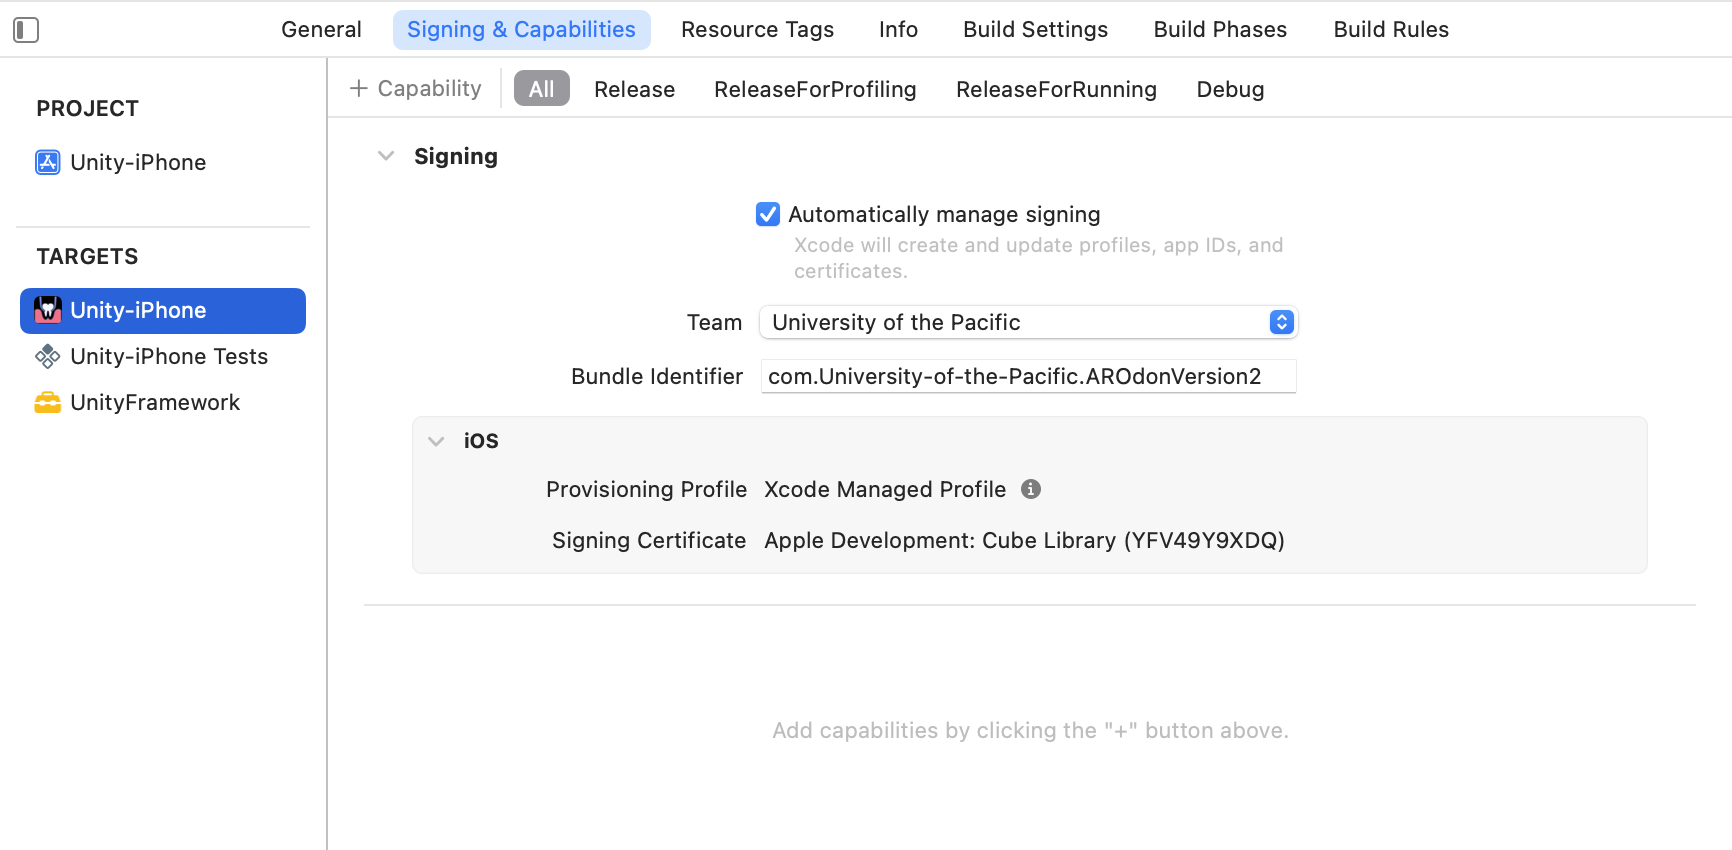 General Signing & Capabilities Resource Tags Info Build Settings Build Phases Build Rules
PROJECT
Unity-iPhone
TARGETS
Unity-iPhone
Unity-iPhone Tests
UnityFramework
+ Capability All Release ReleaseForProfiling ReleaseForRunning Debug
Signing
Automatically manage signing
Xcode will create and update profiles, app IDs, and
certificates.
Team University of the Pacific
Bundle Identifier com.University-of-the-Pacific.AROdonVersion2
iOS
Provisioning Profile Xcode Managed Profile
Signing Certificate Apple Development: Cube Library (YFV49Y9XDQ)
Add capabilities by clicking the "+" button above.